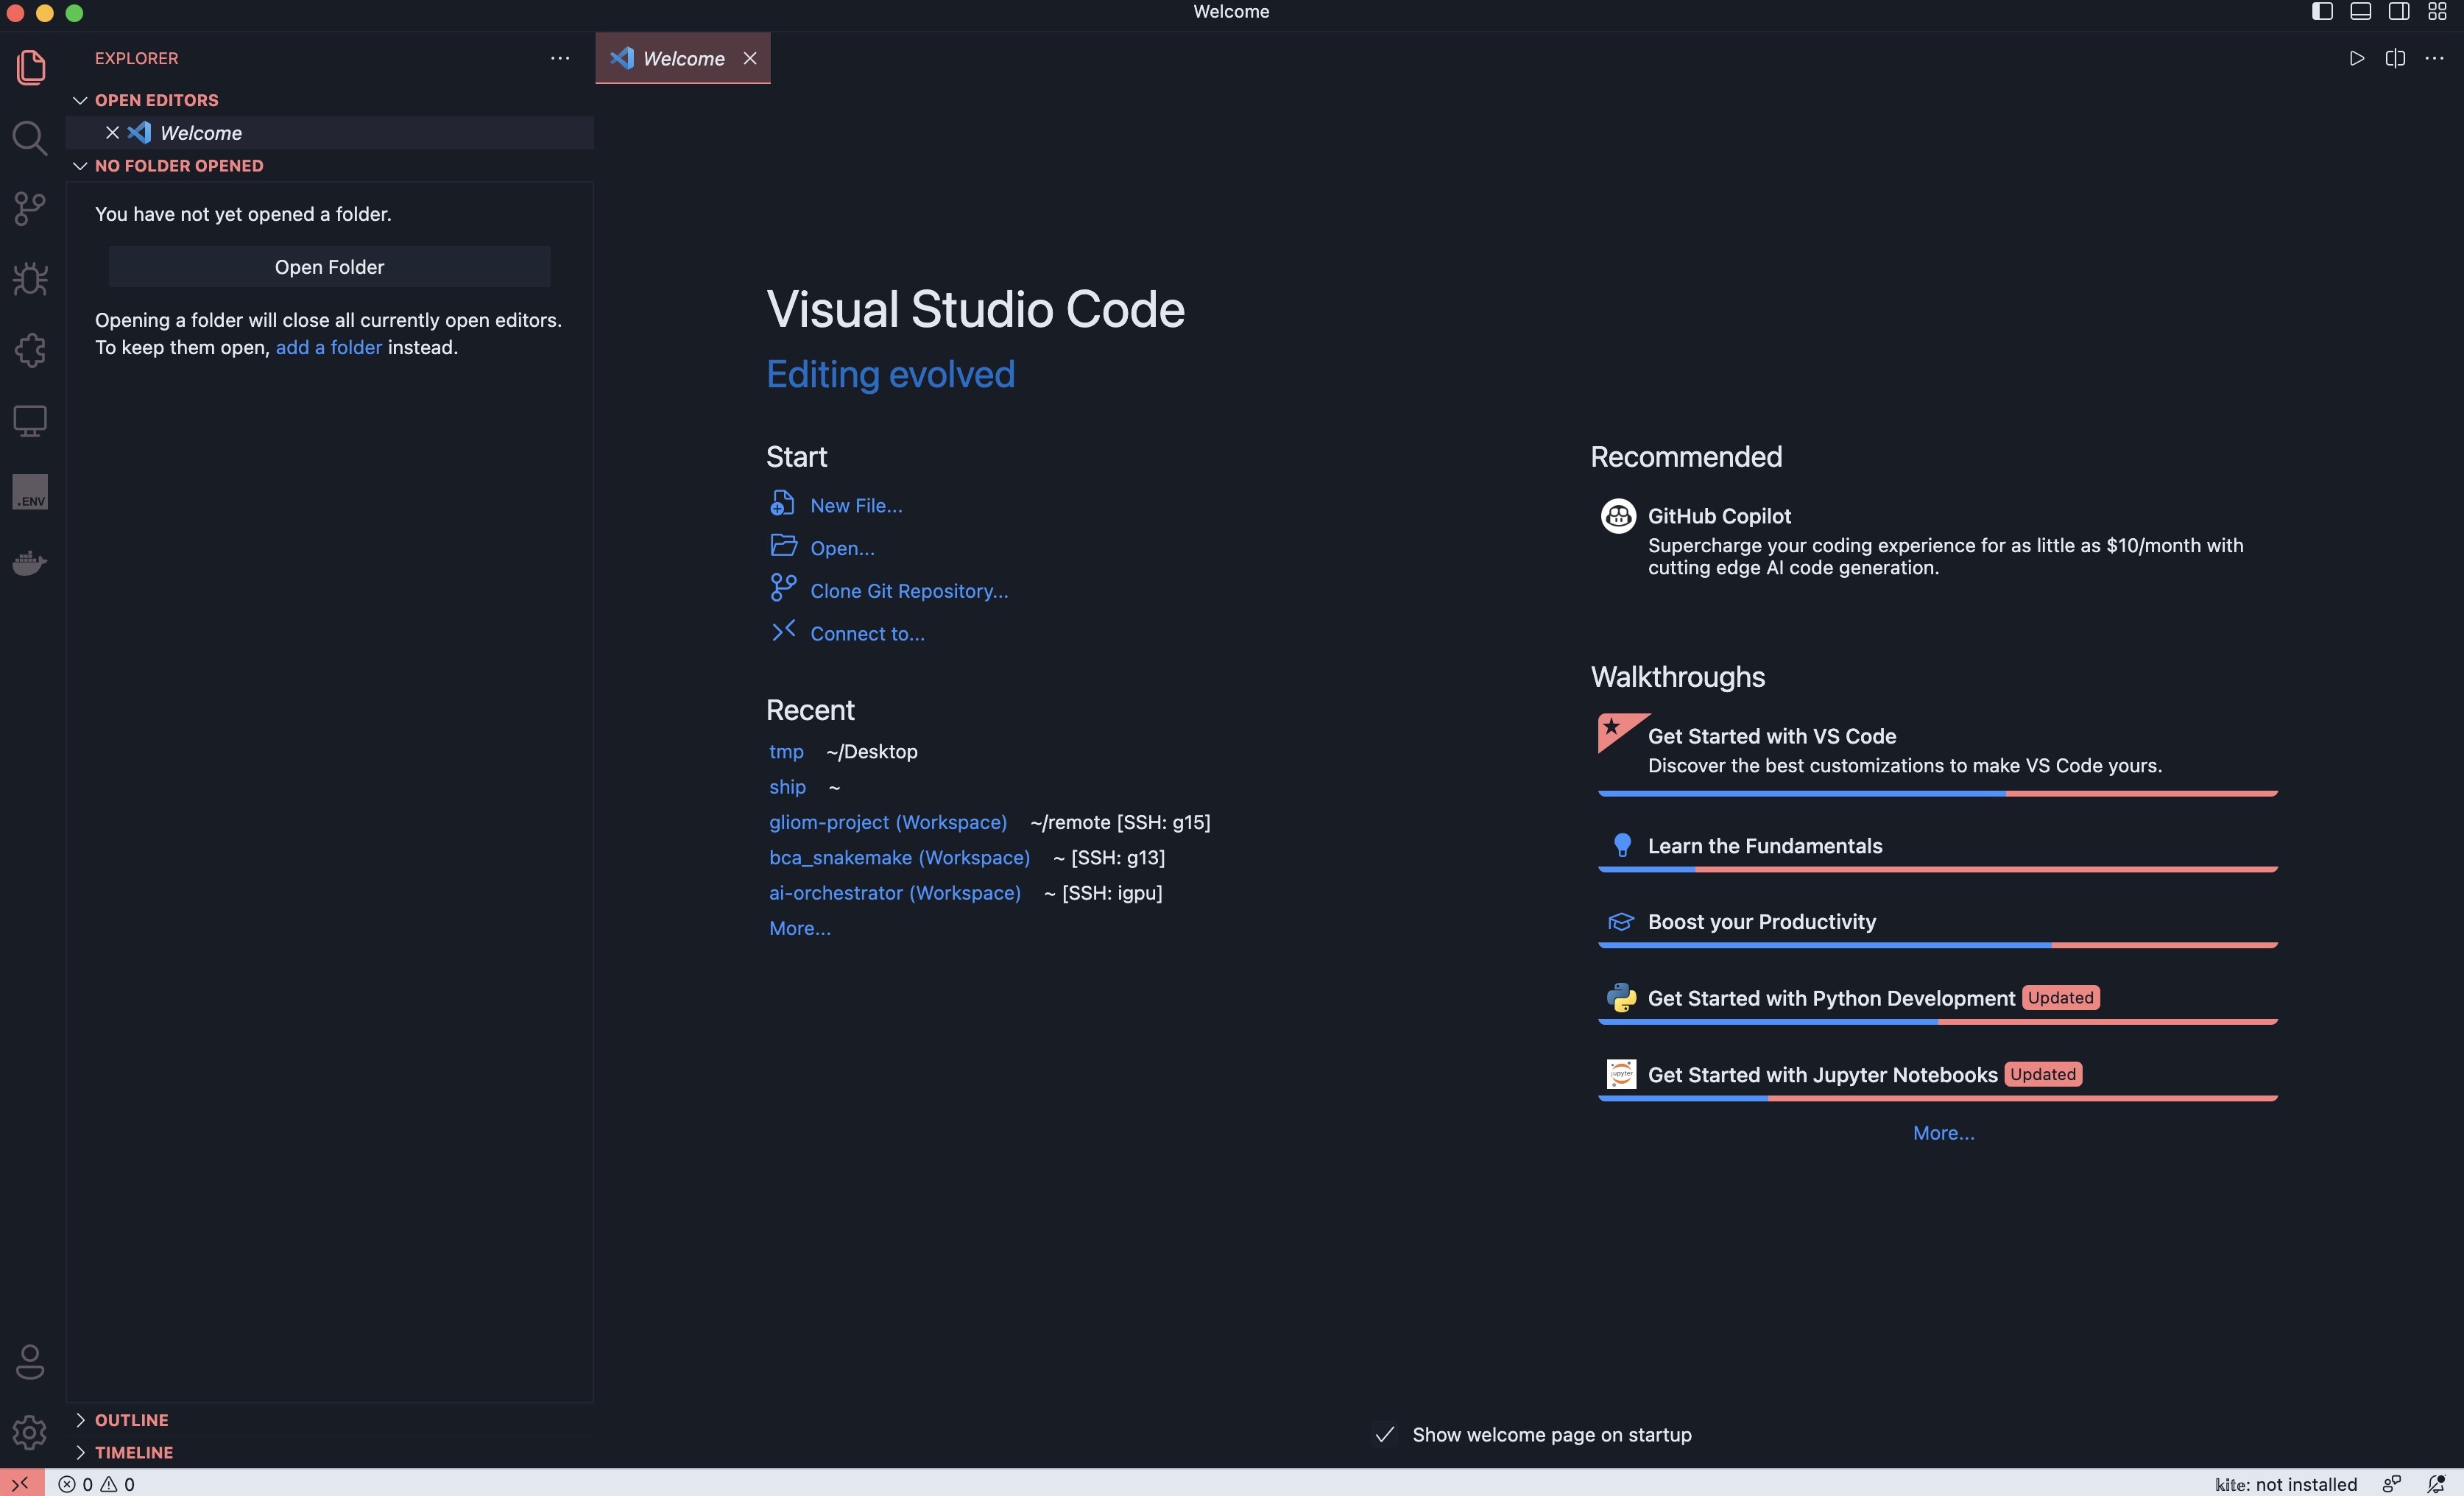 Welcome
EXPLORER
OPEN EDITORS
Welcome
NO FOLDER OPENED
You have not yet opened a folder.
Open Folder
Opening a folder will close all currently open editors.
To keep them open, add a folder instead.
.ENV
OUTLINE
TIMELINE
Welcome
Visual Studio Code
Editing evolved
Start
New File...
Open...
Clone Git Repository...
Connect to...
Recent
tmp ~/Desktop
ship ~
gliom-project (Workspace) ~/remote [SSH: g15]
bca_snakemake (Workspace) ~ [SSH: g13]
ai-orchestrator (Workspace) ~ [SSH: igpu]
More...
Recommended
GitHub Copilot
Supercharge your coding experience for as little as $10/month with
cutting edge AI code generation.
Walkthroughs
Get Started with VS Code
Discover the best customizations to make VS Code yours.
Learn the Fundamentals
Boost your Productivity
Get Started with Python Development Updated
jupyter
Get Started with Jupyter Notebooks Updated
More...
Show welcome page on startup
0 0
kite: not installed